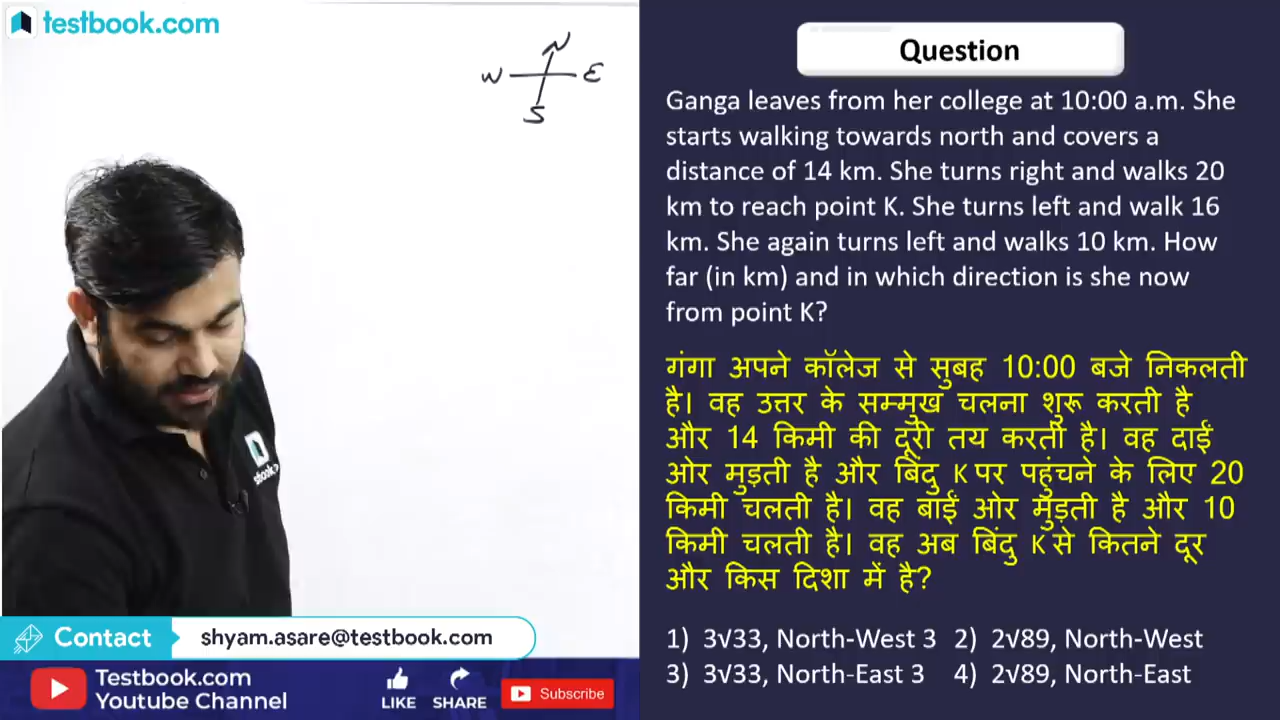 testbook.com
N
W E
S
Question
Ganga leaves from her college at 10:00 a.m. She
starts walking towards north and covers a
distance of 14 km. She turns right and walks 20
km to reach point K. She turns left and walk 16
km. She again turns left and walks 10 km. How
far (in km) and in which direction is she now
from point K?
गंगा अपने कॉलेज से सुबह 10:00 बजे निकलती
है। वह उत्तर के सम्मुख चलना शुरू करती है
और 14 किमी की दूरी तय करती है। वह दाईं
ओर मुड़ती है और बिंदु K पर पहुंचने के लिए 20
किमी चलती है। वह बाईं ओर मुड़ती है और 10
किमी चलती है। वह अब बिंदु K से कितने दूर
और किस दिशा में है?
1) 3√33, North-West 3 2) 2√89, North-West
3) 3√33, North-East 3 4) 2√89, North-East
Contact shyam.asare@testbook.com
Testbook.com
Youtube Channel
LIKE SHARE Subscribe